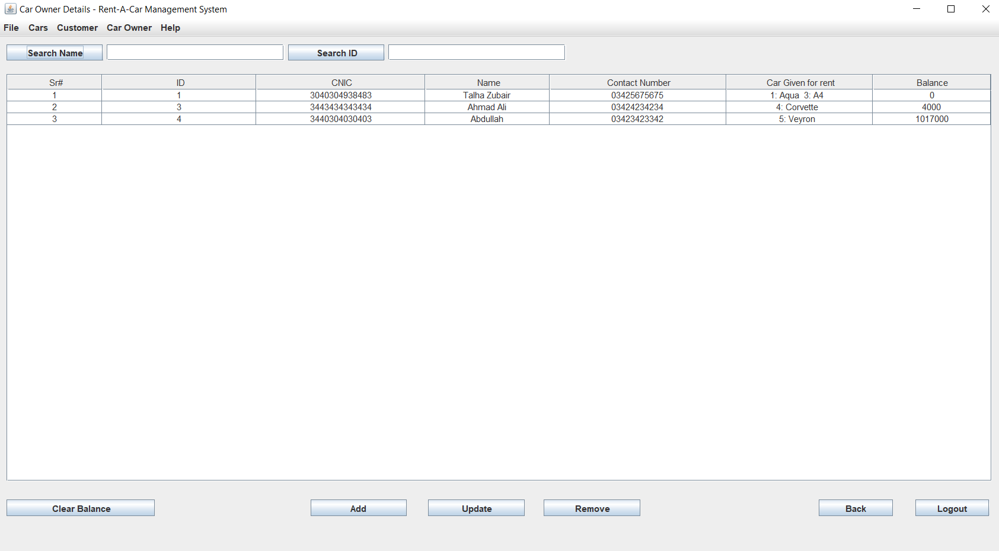 Car Owner Details - Rent-A-Car Management System
File Cars Customer Car Owner Help
Search Name Search ID
Sr# ID CNIC Name Contact Number Car Given for rent Balance
1 1 3040304938483 Talha Zubair 03425675675 1: Aqua 3: A4 0
2 3 3443434343434 Ahmad Ali 03424234234 4: Corvette 4000
3 4 3440304030403 Abdullah 03423423342 5: Veyron 1017000
Clear Balance Add Update Remove Back Logout